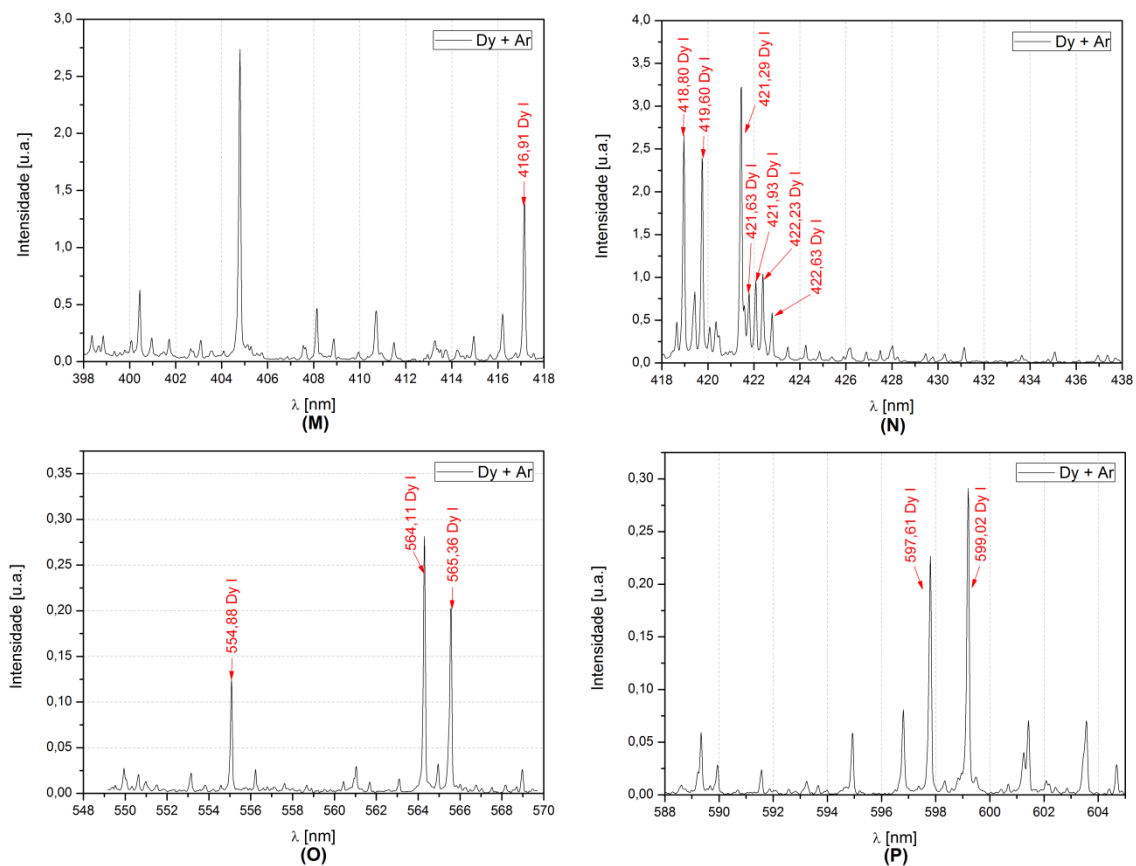 3,0
2,5
2,0
1,5
1,0
0,5
0,0
Intensidade [u.a.]
Dy + Ar
416,91 Dy I
398 400 402 404 406 408 410 412 414 416 418
λ [nm]
(M)
4,0
3,5
3,0
2,5
2,0
1,5
1,0
0,5
0,0
Intensidade [u.a.]
Dy + Ar
418,80 Dy I
419,60 Dy I
421,29 Dy I
421,63 Dy I
421,93 Dy I
422,23 Dy I
422,63 Dy I
418 420 422 424 426 428 430 432 434 436 438
λ [nm]
(N)
0,35
0,30
0,25
0,20
0,15
0,10
0,05
0,00
Intensidade [u.a.]
Dy + Ar
554,88 Dy I
564,11 Dy I
565,36 Dy I
548 550 552 554 556 558 560 562 564 566 568 570
λ [nm]
(O)
0,30
0,25
0,20
0,15
0,10
0,05
0,00
Intensidade [u.a.]
Dy + Ar
597,61 Dy I
599,02 Dy I
588 590 592 594 596 598 600 602 604
λ [nm]
(P)